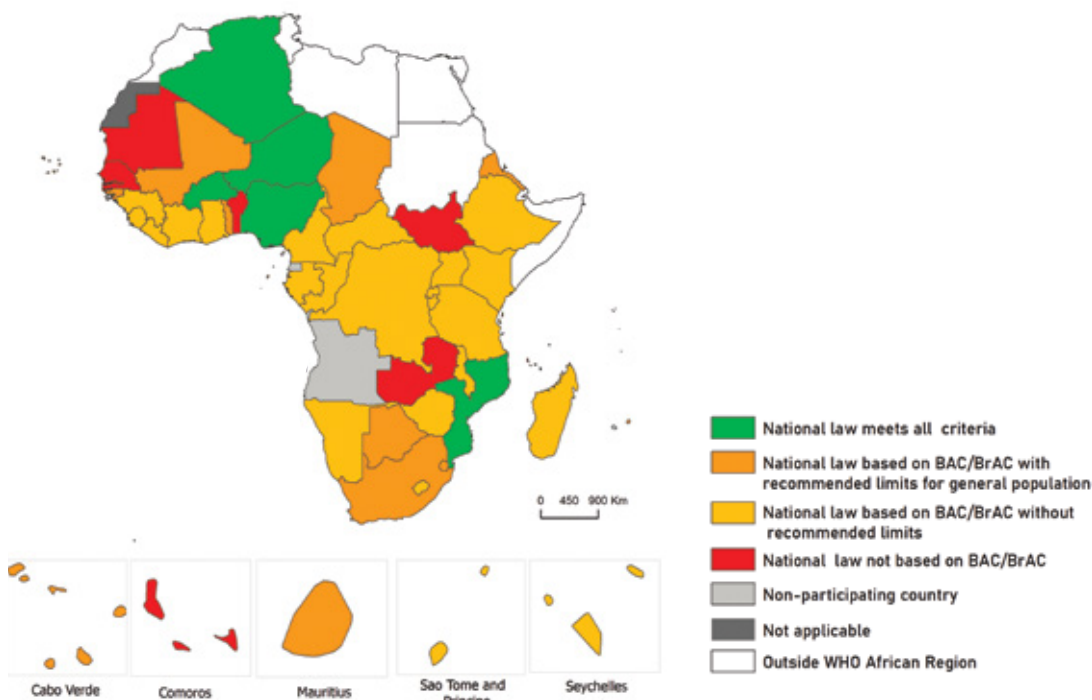 0 450 900 Km
National law meets all criteria
National law based on BAC/BrAC with
recommended limits for general population
National law based on BAC/BrAC without
recommended limits
National law not based on BAC/BrAC
Non-participating country
Not applicable
Outside WHO African Region
Cabo Verde
Comoros
Mauritius
Sao Tome and
Seychelles